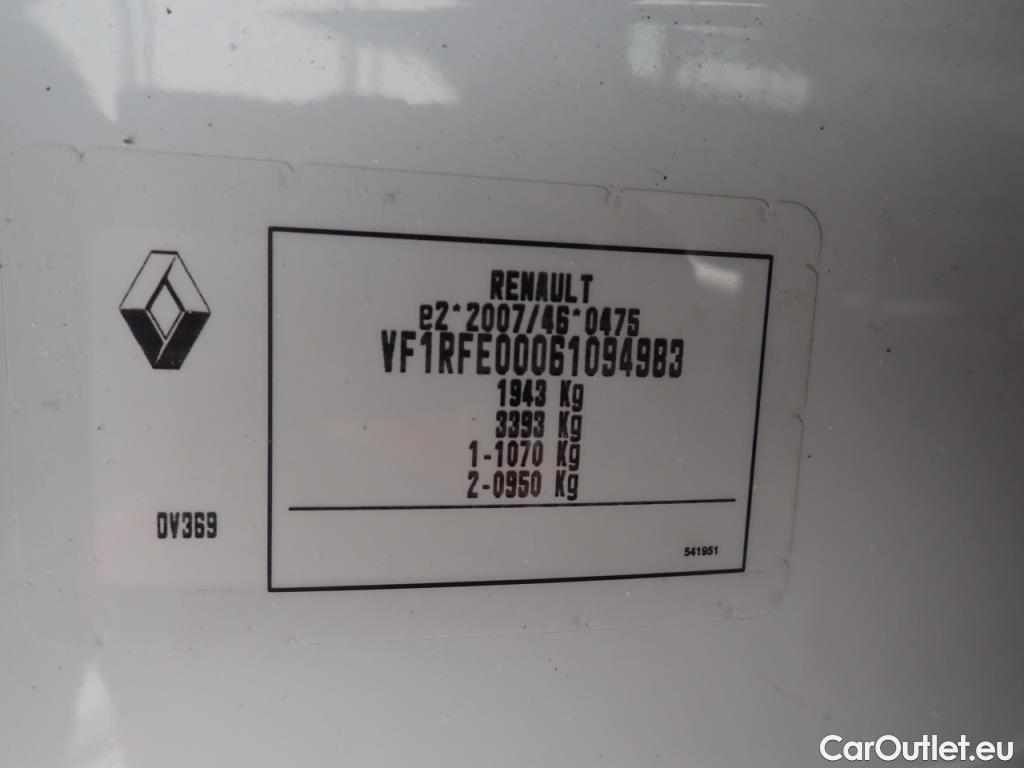 RENAULT
e2*2007/46*0475
VF1RFE00061094983
1943 Kg
3393 Kg
1-1070 Kg
2-0950 Kg
DV369
541951
CarOutlet.eu